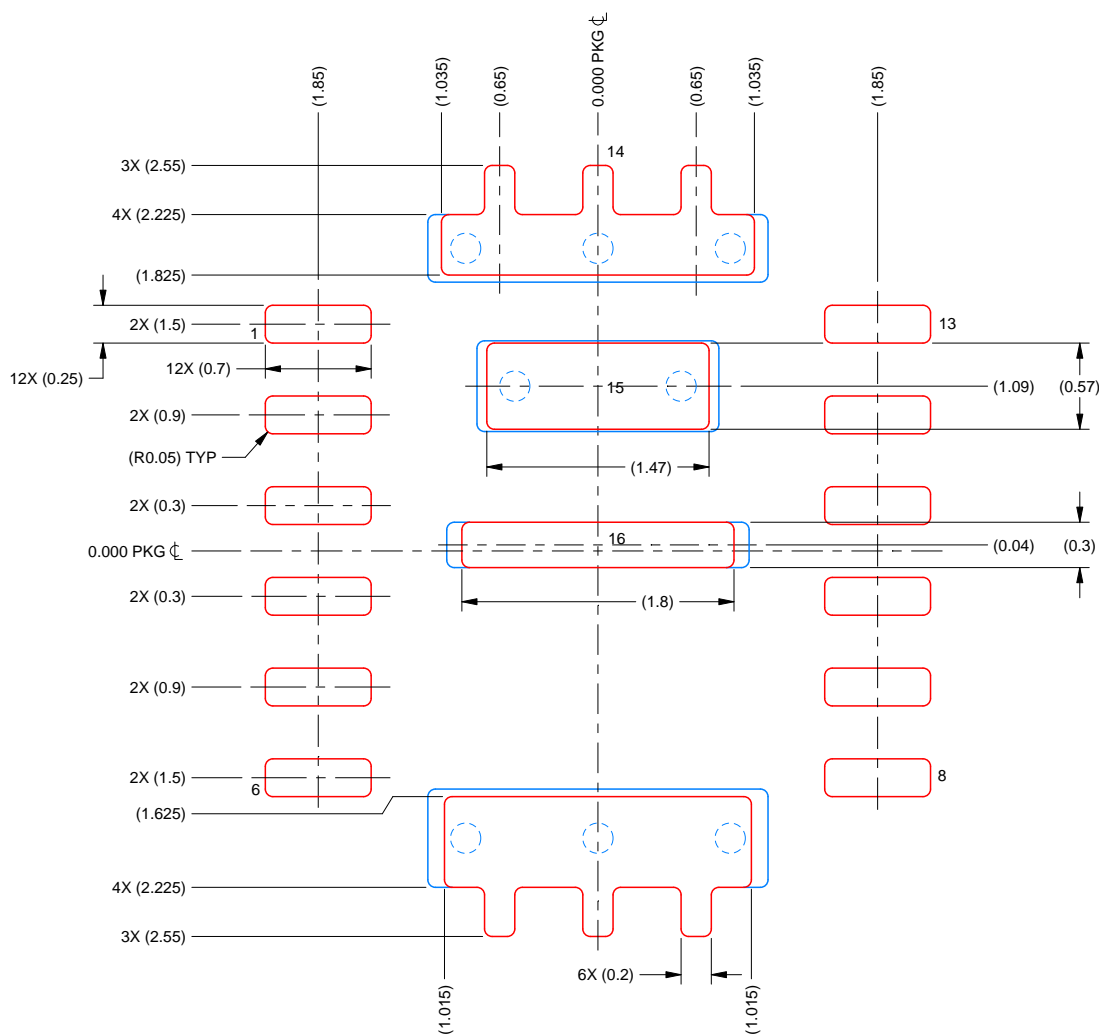 (1.85)
(1.035)
(0.65)
0.000 PKG ℄
(1.035)
(1.85)
3X (2.55)
14
4X (2.225)
(1.825)
2X (1.5)
1
13
12X (0.25)
12X (0.7)
15
(1.09)
(0.57)
2X (0.9)
(R0.05) TYP
(1.47)
2X (0.3)
16
0.000 PKG ℄
(0.04)
(0.3)
2X (0.3)
(1.8)
2X (0.9)
2X (1.5)
6
8
(1.625)
4X (2.225)
3X (2.55)
6X (0.2)
(1.015)
(1.015)